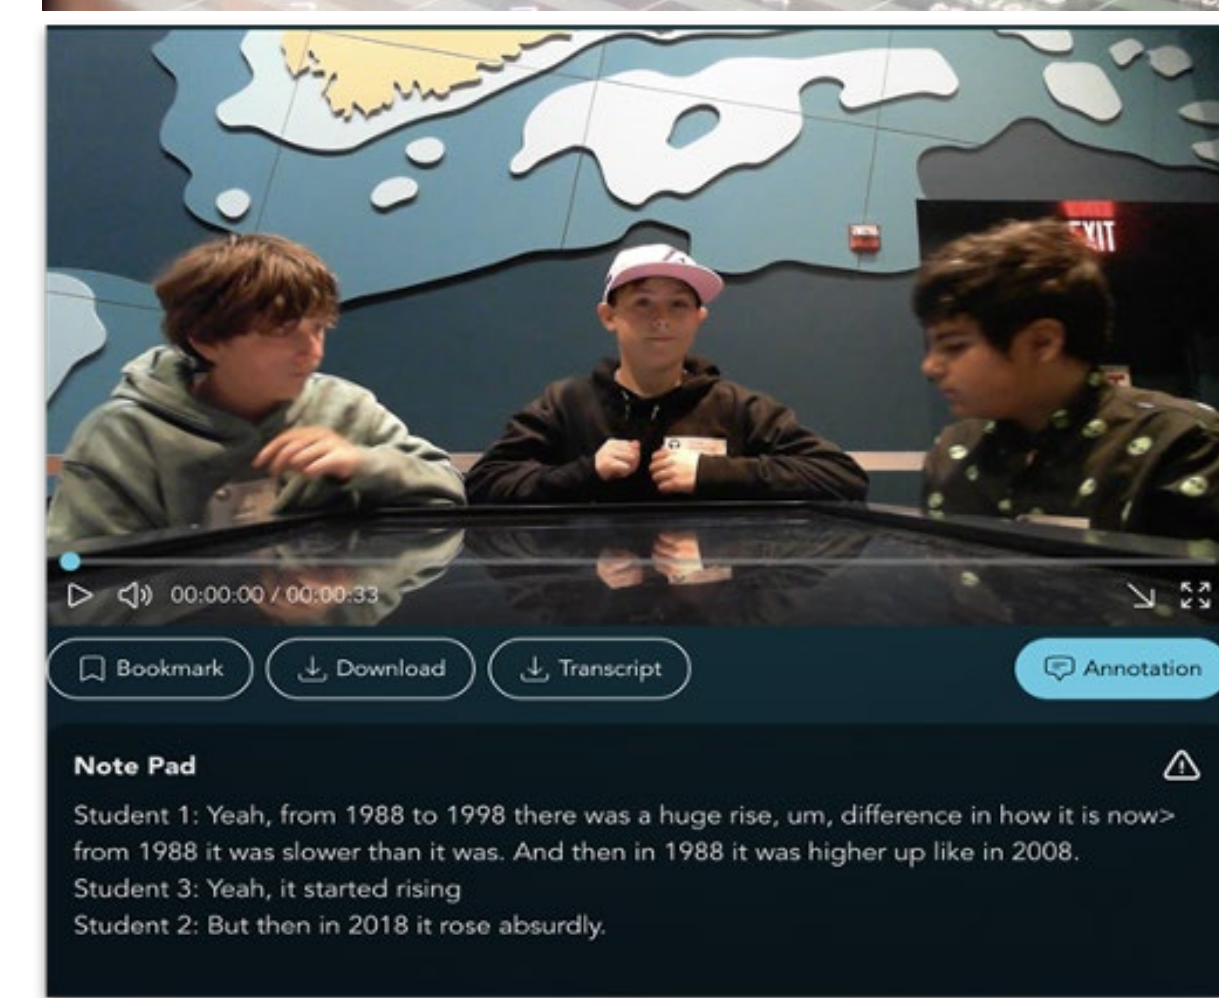 EXIT
00:00:00 / 00:00:33
Bookmark
Download
Transcript
Annotation
Note Pad
Student 1: Yeah, from 1988 to 1998 there was a huge rise, um, difference in how it is now>
from 1988 it was slower than it was. And then in 1988 it was higher up like in 2008.
Student 3: Yeah, it started rising
Student 2: But then in 2018 it rose absurdly.